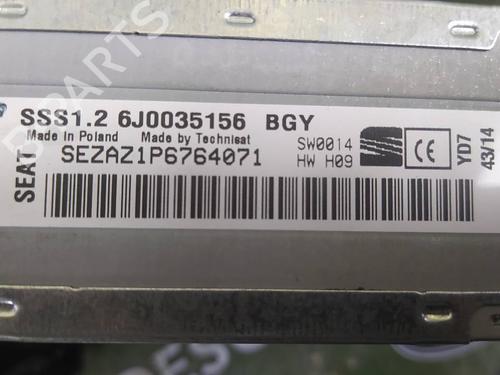 PARTS
SSS1.2 6J0035156 BGY
Made in Poland Made by Technisat
SEZAZ1P6764071
SW0014
HW H09
SEAT
CE
YD7
43/14